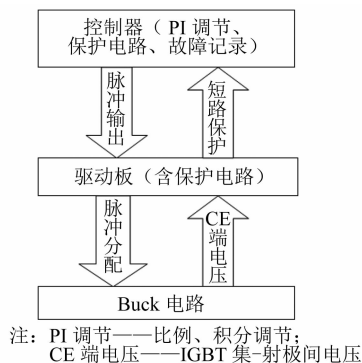 控制器（PI 调节、
保护电路、故障记录）
脉冲输出
短路保护
驱动板（含保护电路）
脉冲分配
CE端电压
Buck 电路
注：PI 调节——比例、积分调节；
CE 端电压——IGBT 集-射极间电压